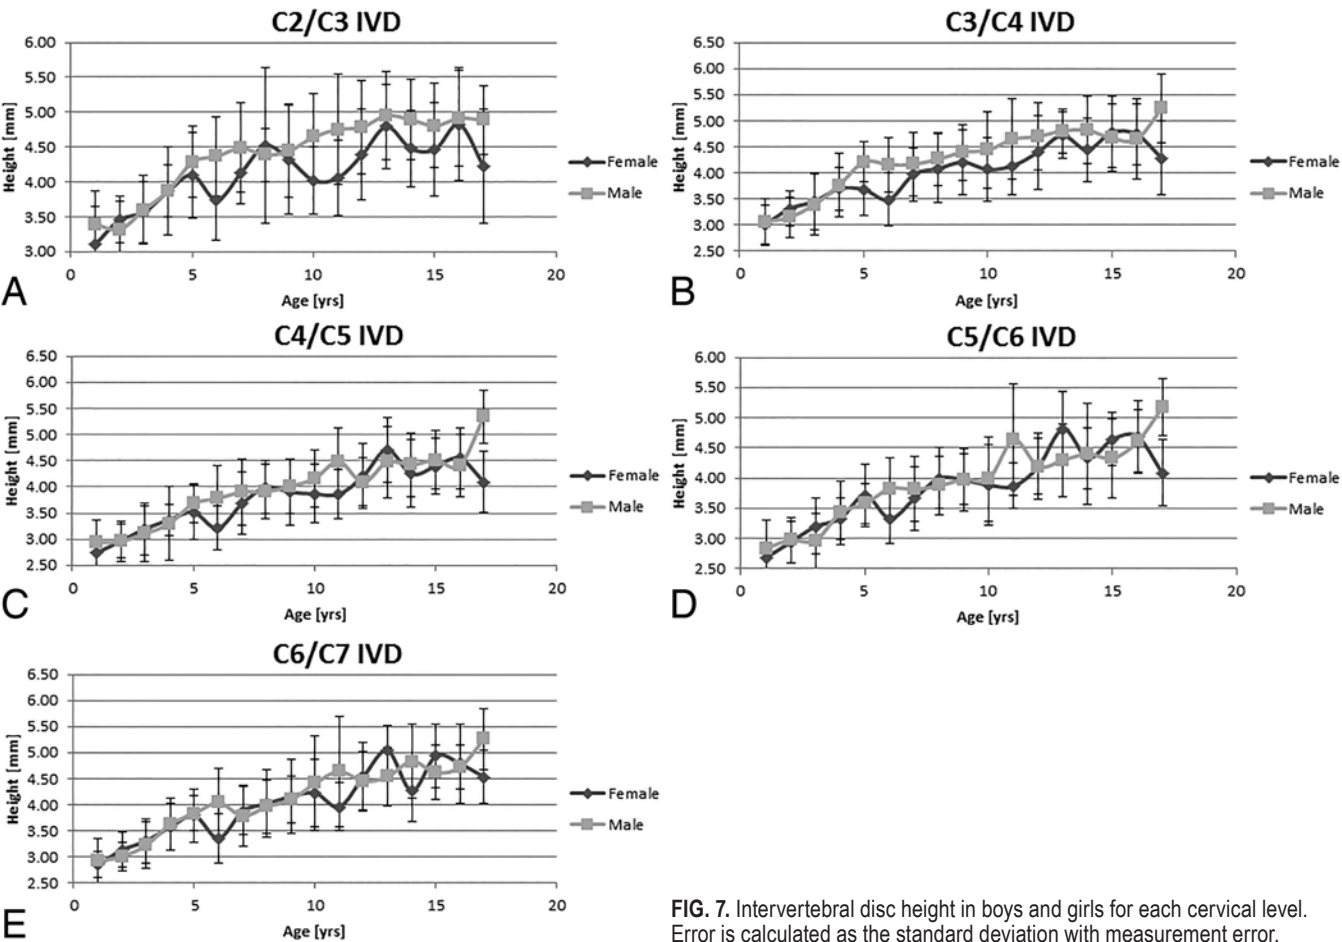 C2/C3 IVD
6.00
5.50
5.00
4.50
4.00
3.50
3.00
Height [mm]
0 5 10 15 20
Age [yrs]
Female
Male
A
C3/C4 IVD
6.50
6.00
5.50
5.00
4.50
4.00
3.50
3.00
2.50
Height [mm]
0 5 10 15 20
Age [yrs]
Female
Male
B
C4/C5 IVD
6.50
6.00
5.50
5.00
4.50
4.00
3.50
3.00
2.50
Height [mm]
0 5 10 15 20
Age [yrs]
Female
Male
C
C5/C6 IVD
6.00
5.50
5.00
4.50
4.00
3.50
3.00
2.50
Height [mm]
0 5 10 15 20
Age [yrs]
Female
Male
D
C6/C7 IVD
6.50
6.00
5.50
5.00
4.50
4.00
3.50
3.00
2.50
Height [mm]
0 5 10 15 20
Age [yrs]
Female
Male
E
FIG. 7. Intervertebral disc height in boys and girls for each cervical level.
Error is calculated as the standard deviation with measurement error.